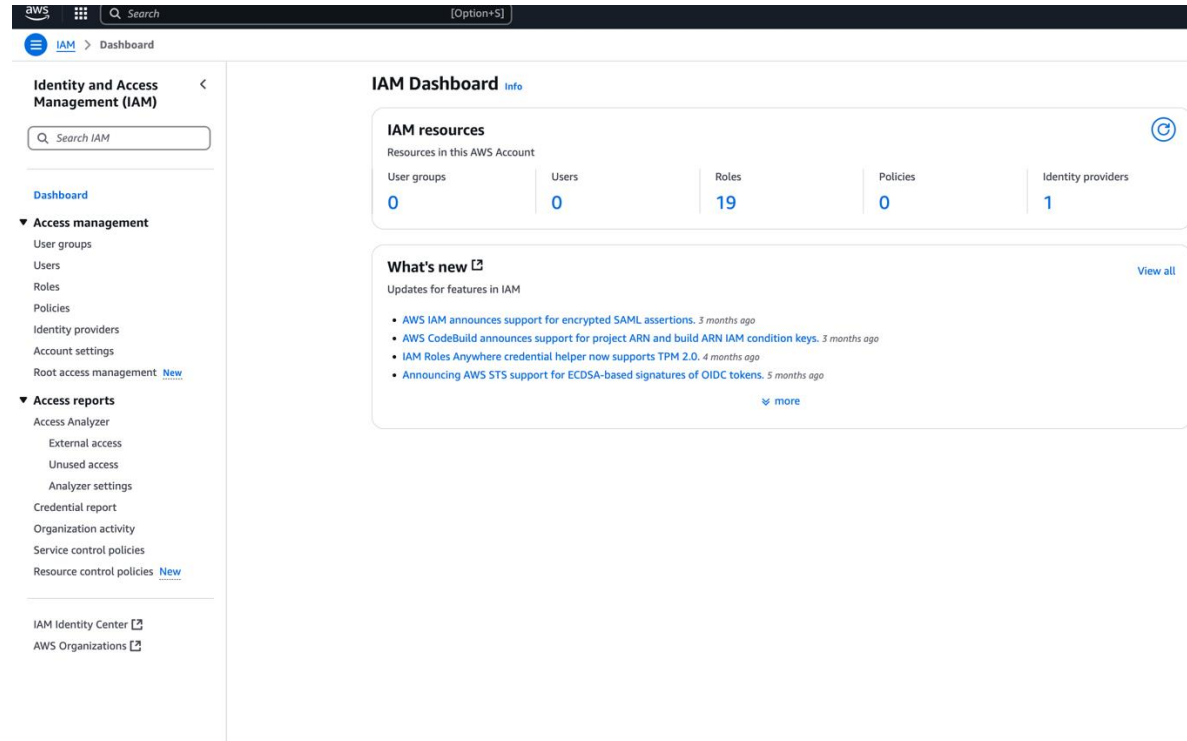 aws Search [Option+S]
IAM > Dashboard
Identity and Access
Management (IAM)
Search IAM
Dashboard
Access management
User groups
Users
Roles
Policies
Identity providers
Account settings
Root access management New
Access reports
Access Analyzer
External access
Unused access
Analyzer settings
Credential report
Organization activity
Service control policies
Resource control policies New
IAM Identity Center
AWS Organizations
IAM Dashboard Info
IAM resources
Resources in this AWS Account
User groups Users Roles Policies Identity providers
0 0 19 0 1
What's new View all
Updates for features in IAM
• AWS IAM announces support for encrypted SAML assertions. 3 months ago
• AWS CodeBuild announces support for project ARN and build ARN IAM condition keys. 3 months ago
• IAM Roles Anywhere credential helper now supports TPM 2.0. 4 months ago
• Announcing AWS STS support for ECDSA-based signatures of OIDC tokens. 5 months ago
more